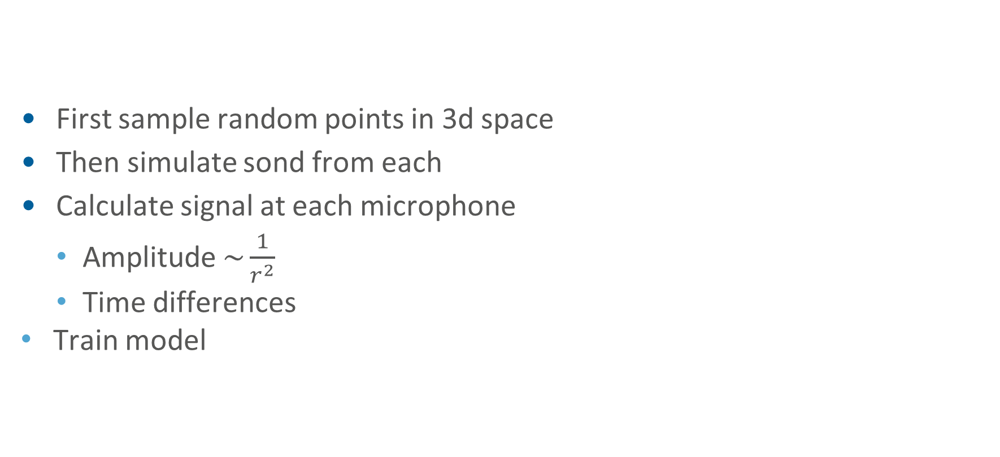 • First sample random points in 3d space
• Then simulate sond from each
• Calculate signal at each microphone
• Amplitude ~ 1/r²
• Time differences
• Train model